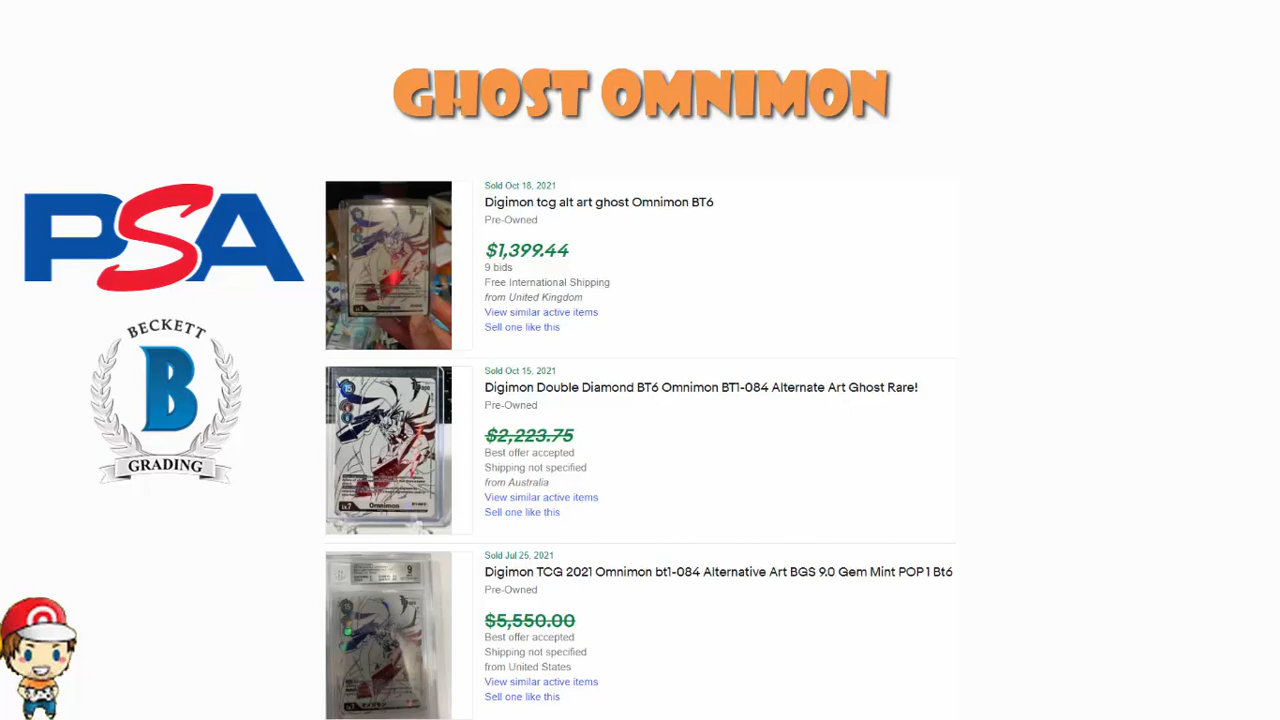 GHOST OMNIMON
PSA
BECKETT
B
GRADING
Sold Oct 18, 2021
Digimon tcg alt art ghost Omnimon BT6
Pre-Owned
$1,399.44
9 bids
Free International Shipping
from United Kingdom
View similar active items
Sell one like this
Sold Oct 15, 2021
Digimon Double Diamond BT6 Omnimon BT1-084 Alternate Art Ghost Rare!
Pre-Owned
$2,223.75
Best offer accepted
Shipping not specified
from Australia
View similar active items
Sell one like this
15
Omnimon
Lv.7
Sold Jul 25, 2021
Digimon TCG 2021 Omnimon bt1-084 Alternative Art BGS 9.0 Gem Mint POP 1 Bt6
Pre-Owned
$5,550.00
Best offer accepted
Shipping not specified
from United States
View similar active items
Sell one like this
9